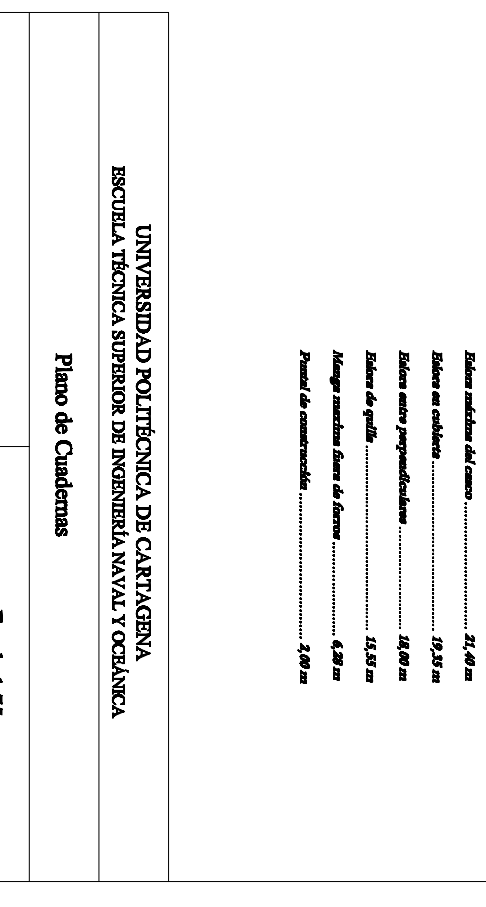 Eslora máxima del casco ........................................ 21,40 m
Eslora en cubierta ........................................ 19,35 m
Eslora entre perpendiculares ........................................ 18,00 m
Eslora de quilla ........................................ 15,55 m
Manga maxima fuera de forros ........................................ 6,28 m
Puntal de construcción ........................................ 2,00 m
UNIVERSIDAD POLITÉCNICA DE CARTAGENA
ESCUELA TÉCNICA SUPERIOR DE INGENIERÍA NAVAL Y OCEÁNICA
Plano de Cuadernas